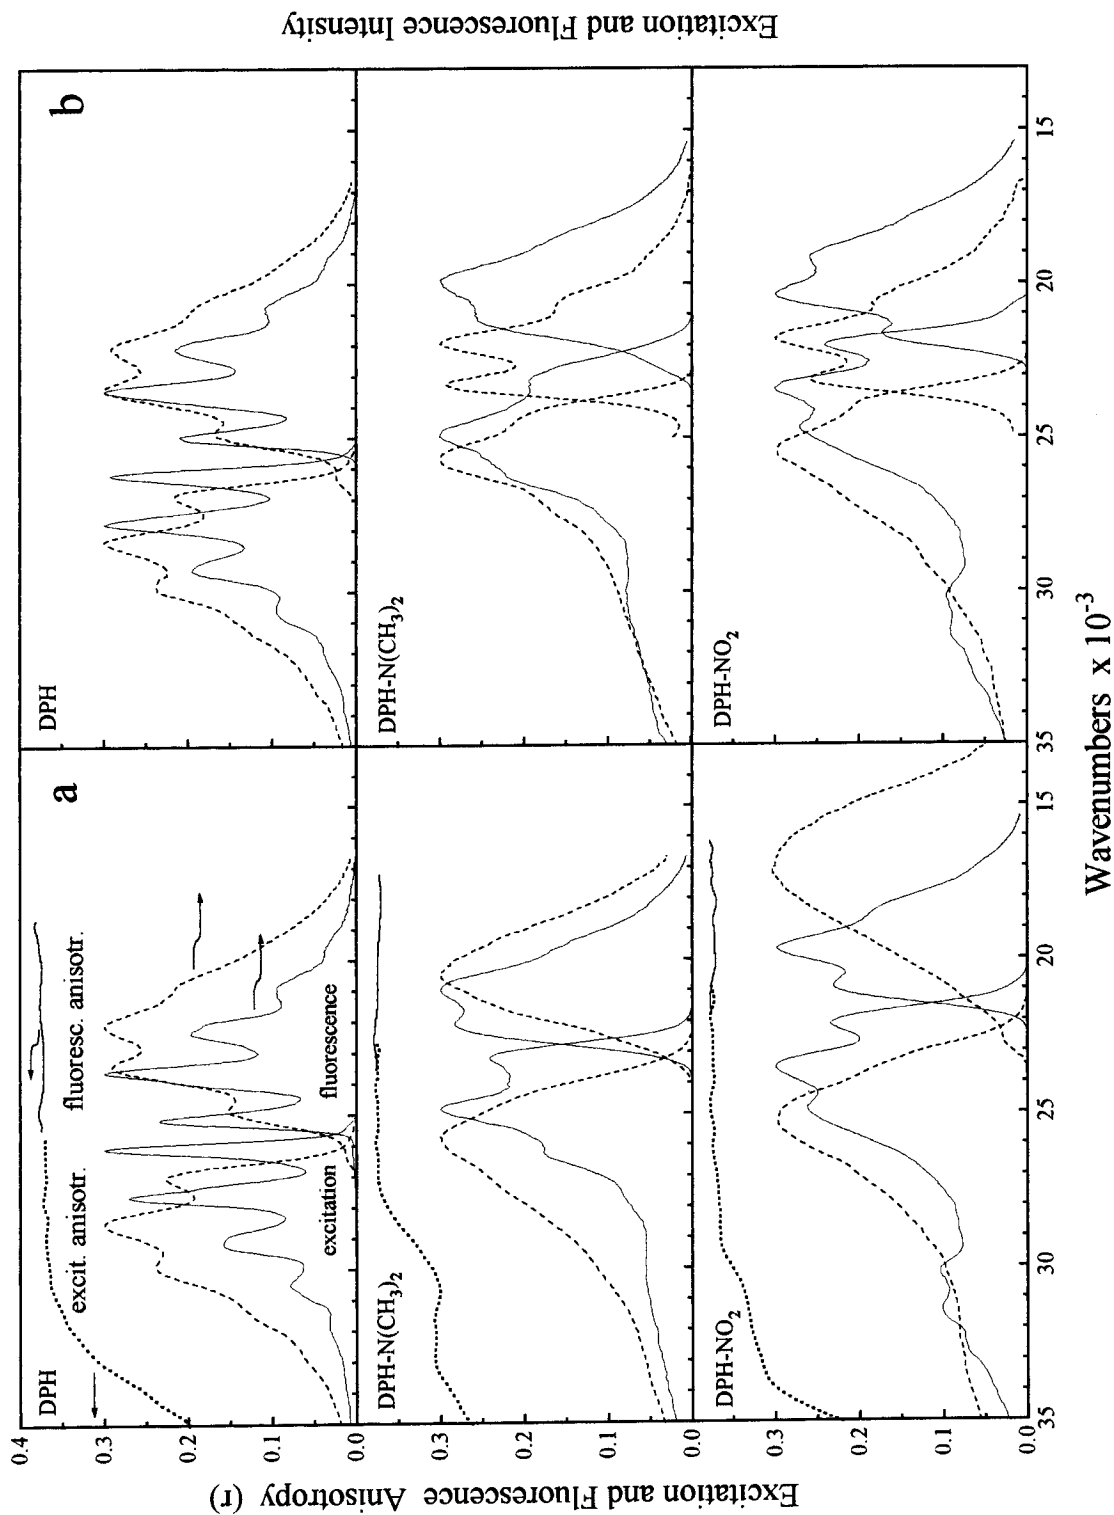 Excitation and Fluorescence Anisotropy (r)
Excitation and Fluorescence Intensity
a
DPH
excit. anisotr.
fluoresc. anisotr.
excitation
fluorescence
0.4
0.3
0.2
0.1
0.0
DPH-N(CH3)2
0.3
0.2
0.1
0.0
DPH-NO2
0.3
0.2
0.1
0.0
35
30
25
20
15
b
DPH
DPH-N(CH3)2
DPH-NO2
35
30
25
20
15
Wavenumbers x 10-3